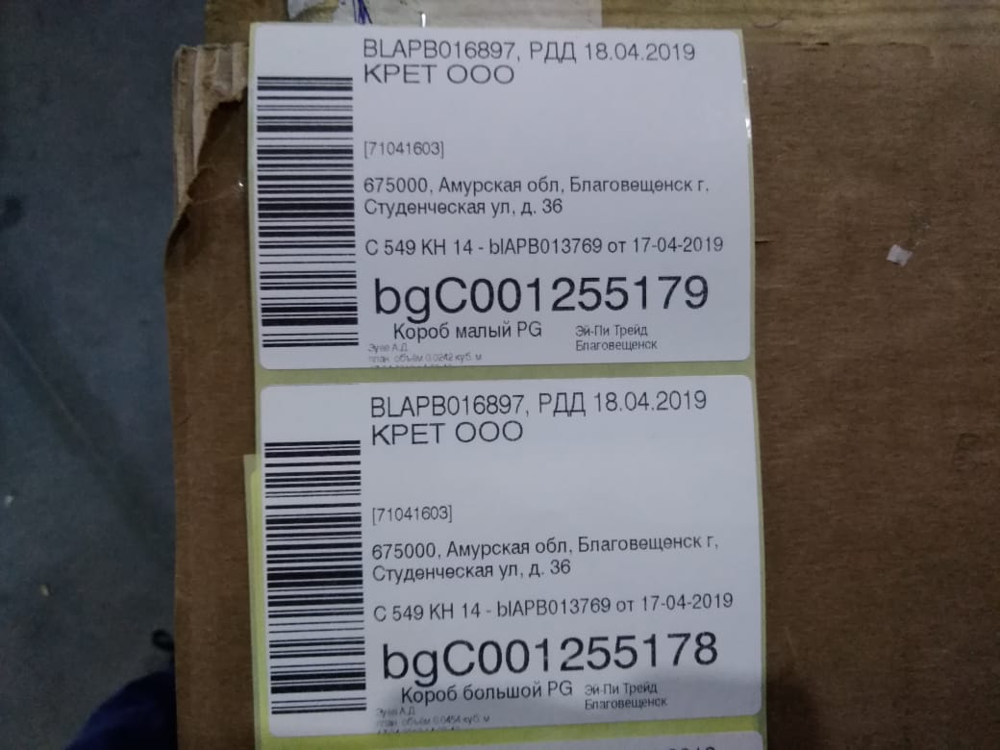 BLAPB016897, РДД 18.04.2019
КРЕТ ООО
[71041603]
675000, Амурская обл, Благовещенск г,
Студенческая ул, д. 36
С 549 КН 14 - blAPB013769 от 17-04-2019
bgC001255179
Короб малый PG
Эй-Пи Трейд
Благовещенск
Зуев А.Д.
план. объём 0.0242 куб. м
BLAPB016897, РДД 18.04.2019
КРЕТ ООО
[71041603]
675000, Амурская обл, Благовещенск г,
Студенческая ул, д. 36
С 549 КН 14 - blAPB013769 от 17-04-2019
bgC001255178
Короб большой PG
Эй-Пи Трейд
Благовещенск
Зуев А.Д.
план. объём 0.0454 куб. м